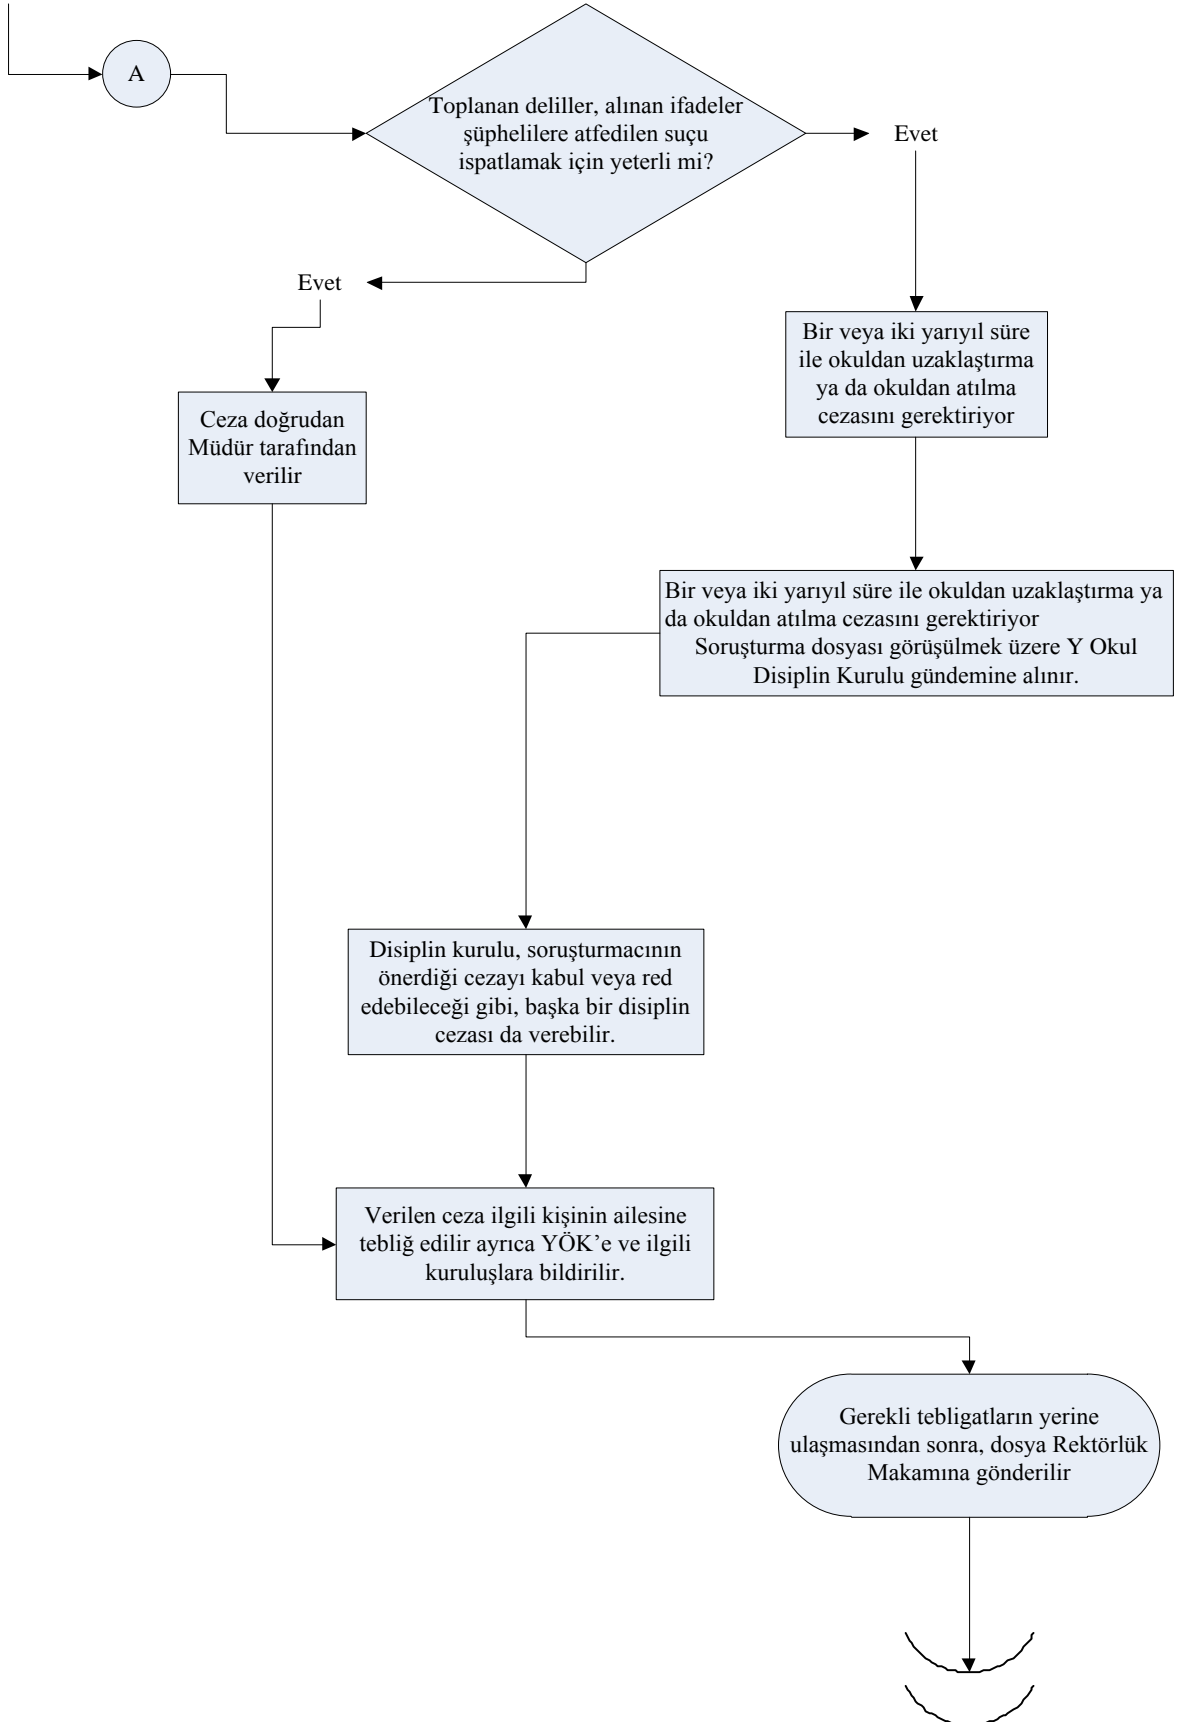 A
Toplanan deliller, alınan ifadeler
şüphelilere atfedilen suçu
ispatlamak için yeterli mi?
Evet
Evet
Bir veya iki yarıyıl süre
ile okuldan uzaklaştırma
ya da okuldan atılma
cezasını gerektiriyor
Ceza doğrudan
Müdür tarafından
verilir
Bir veya iki yarıyıl süre ile okuldan uzaklaştırma ya
da okuldan atılma cezasını gerektiriyor
Soruşturma dosyası görüşülmek üzere Y Okul
Disiplin Kurulu gündemine alınır.
Disiplin kurulu, soruşturmacının
önerdiği cezayı kabul veya red
edebileceği gibi, başka bir disiplin
cezası da verebilir.
Verilen ceza ilgili kişinin ailesine
tebliğ edilir ayrıca YÖK’e ve ilgili
kuruluşlara bildirilir.
Gerekli tebligatların yerine
ulaşmasından sonra, dosya Rektörlük
Makamına gönderilir